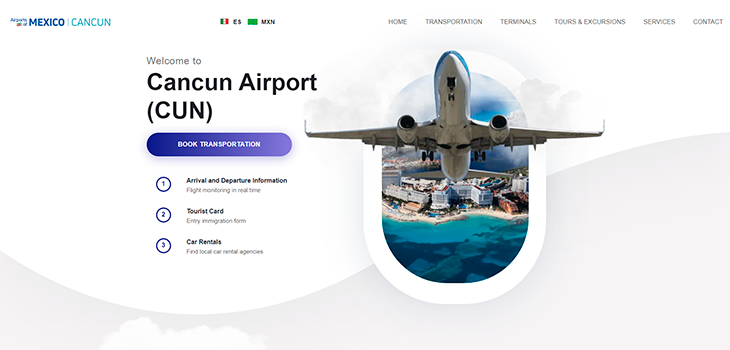 Airports
all of MEXICO | CANCUN
ES MXN
HOME TRANSPORTATION TERMINALS TOURS & EXCURSIONS SERVICES CONTACT
Welcome to
Cancun Airport
(CUN)
BOOK TRANSPORTATION
1 Arrival and Departure Information
Flight monitoring in real time
2 Tourist Card
Entry immigration form
3 Car Rentals
Find local car rental agencies